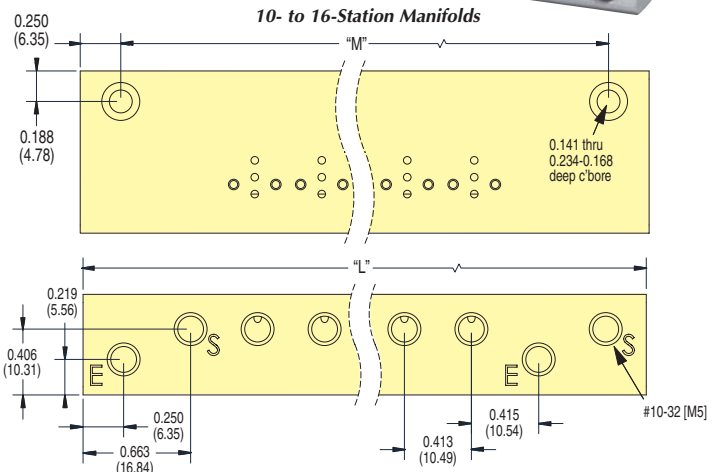 10- to 16-Station Manifolds
0.250
(6.35)
“M”
0.188
(4.78)
0.141 thru
0.234-0.168
deep c'bore
“L”
0.219
(5.56)
0.406
(10.31)
E
S
E
S
#10-32 [M5]
0.250
(6.35)
0.663
(16.84)
0.413
(10.49)
0.415
(10.54)